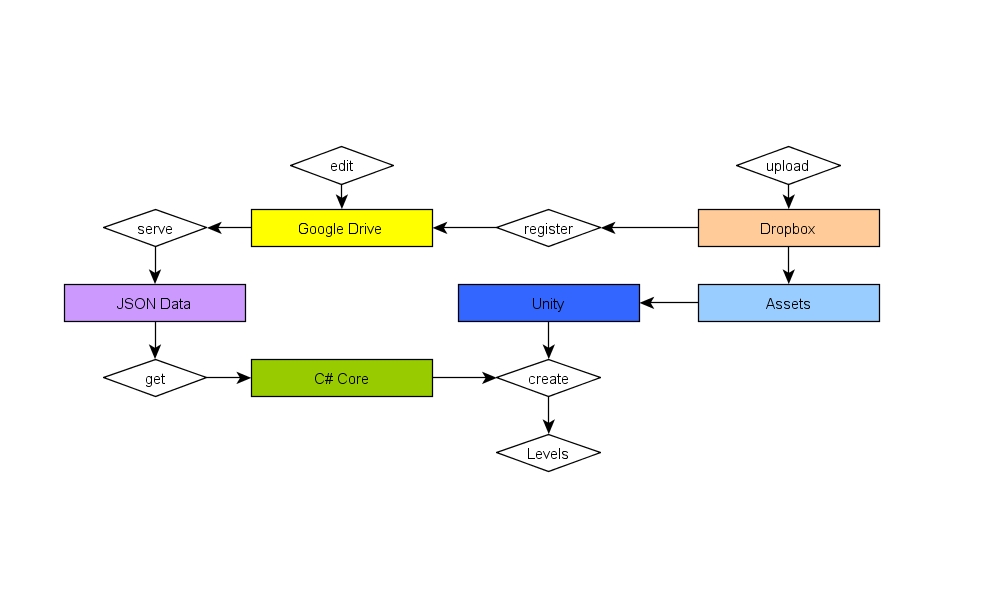 edit
upload
serve
Google Drive
register
Dropbox
JSON Data
Unity
Assets
get
C# Core
create
Levels